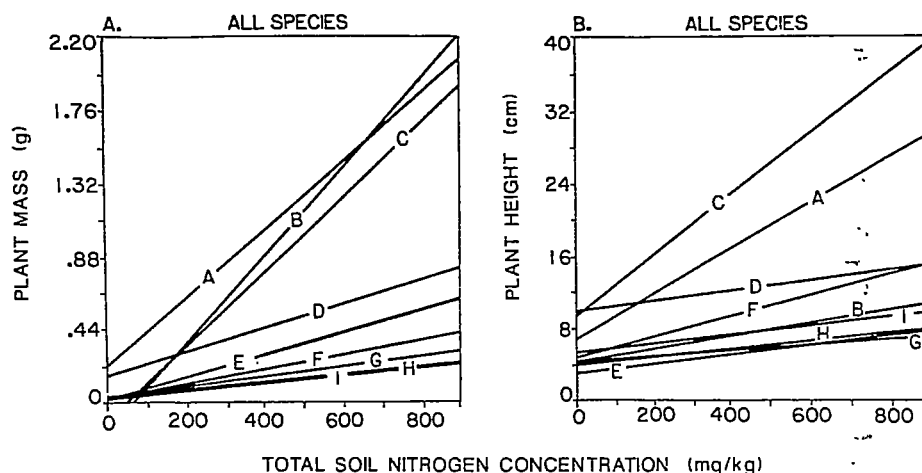 A. ALL SPECIES
2.20
1.76
1.32
.88
.44
0
PLANT MASS (g)
A
B
C
D
E
F
G
H
I
0 200 400 600 800
B. ALL SPECIES
40
32
24
16
8
0
PLANT HEIGHT (cm)
C
A
D
F
B
I
H
G
E
0 200 400 600 800
TOTAL SOIL NITROGEN CONCENTRATION (mg/kg)